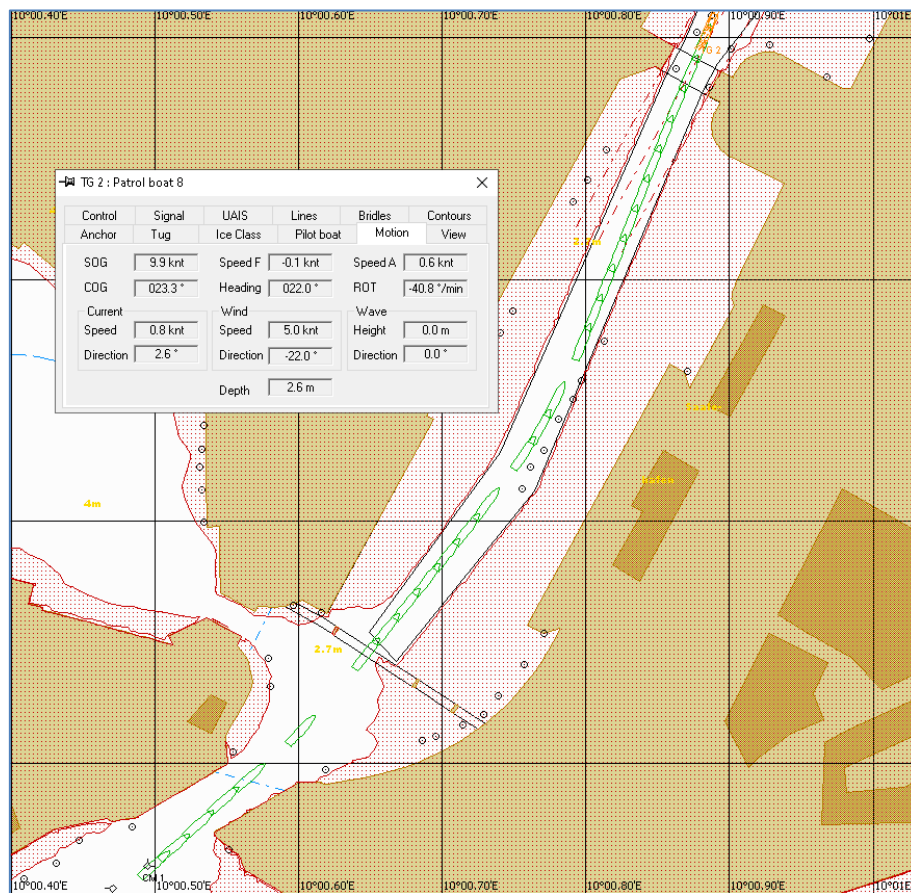 10°00.40'E 10°00.50'E 10°00.60'E 10°00.70'E 10°00.80'E 10°00.90'E 10°01
TG 2
TG 2 : Patrol boat 8
Control Signal UAIS Lines Bridles Contours
Anchor Tug Ice Class Pilot boat Motion View
SOG 9.9 knt Speed F -0.1 knt Speed A 0.6 knt
COG 023.3 ° Heading 022.0 ° ROT -40.8 °/min
Current Wind Wave
Speed 0.8 knt Speed 5.0 knt Height 0.0 m
Direction 2.6 ° Direction -22.0 ° Direction 0.0 °
Depth 2.6 m
4m
2.7m
CM1
10°00.40'E 10°00.50'E 10°00.60'E 10°00.70'E 10°00.80'E 10°00.90'E 10°01